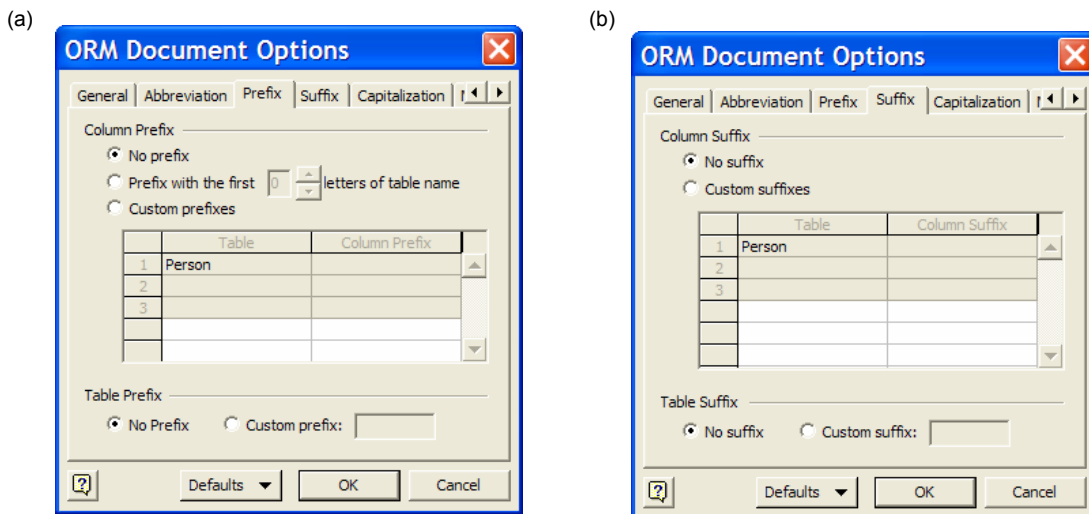 (a)
ORM Document Options
General Abbreviation Prefix Suffix Capitalization
Column Prefix
No prefix
Prefix with the first 0 letters of table name
Custom prefixes
Table Column Prefix
1 Person
2
3
Table Prefix
No Prefix Custom prefix:
Defaults OK Cancel
(b)
ORM Document Options
General Abbreviation Prefix Suffix Capitalization
Column Suffix
No suffix
Custom suffixes
Table Column Suffix
1 Person
2
3
Table Suffix
No suffix Custom suffix:
Defaults OK Cancel